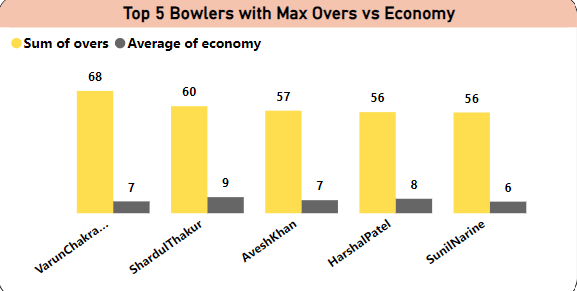 Top 5 Bowlers with Max Overs vs Economy
Sum of overs Average of economy
68 7
60 9
57 7
56 8
56 6
VarunChakra...
ShardulThakur
AveshKhan
HarshalPatel
SunilNarine